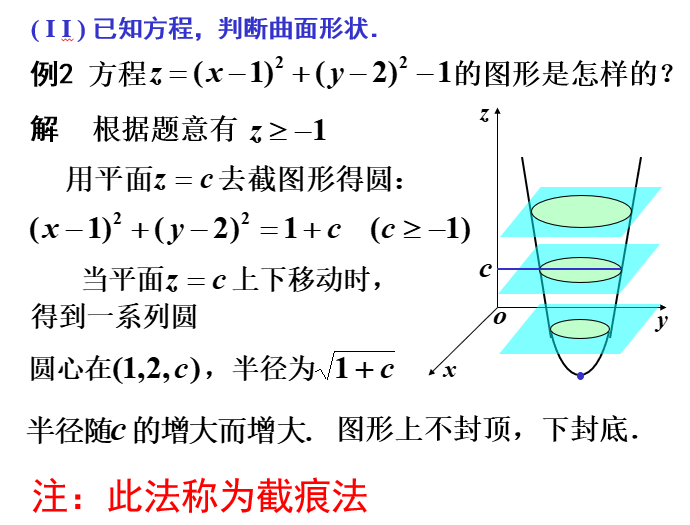 (II) 已知方程，判断曲面形状．
例2 方程 z = (x − 1)² + (y − 2)² − 1的图形是怎样的？
解 根据题意有 z ≥ −1
用平面z = c 去截图形得圆：
(x − 1)² + (y − 2)² = 1 + c (c ≥ −1)
当平面z = c 上下移动时，
得到一系列圆
圆心在(1,2,c)，半径为√(1 + c)
半径随c 的增大而增大. 图形上不封顶，下封底．
注：此法称为截痕法
z
c
o
y
x